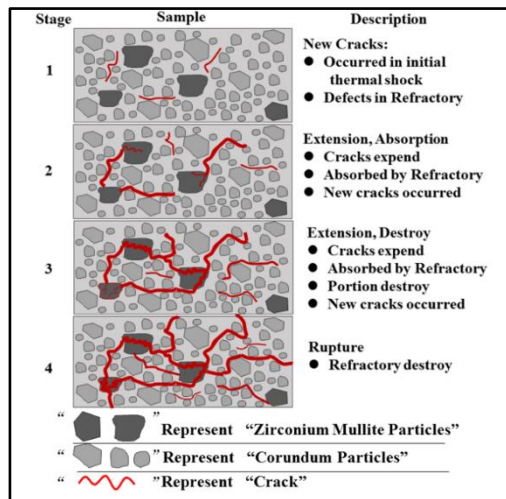 Stage Sample Description
1
New Cracks:
● Occurred in initial
thermal shock
● Defects in Refractory
2
Extension, Absorption
● Cracks expend
● Absorbed by Refractory
● New cracks occurred
3
Extension, Destroy
● Cracks expend
● Absorbed by Refractory
● Portion destroy
● New cracks occurred
4
Rupture
● Refractory destroy
“ ” Represent “Zirconium Mullite Particles”
“ ” Represent “Corundum Particles”
“ ” Represent “Crack”